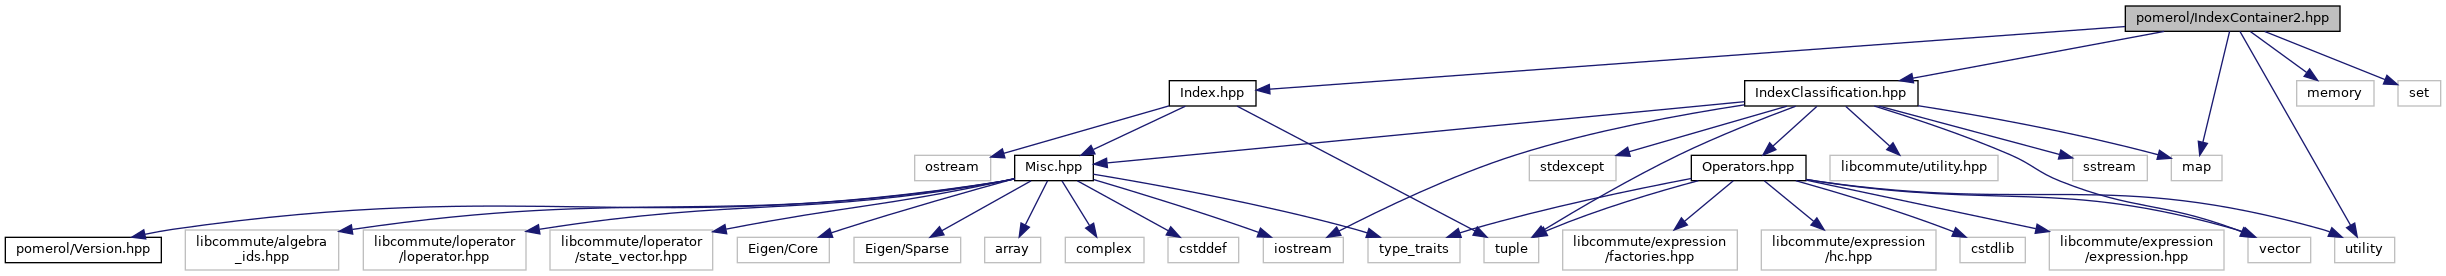 pomerol/IndexContainer2.hpp
Index.hpp
IndexClassification.hpp
memory
set
ostream
Misc.hpp
stdexcept
Operators.hpp
libcommute/utility.hpp
sstream
map
pomerol/Version.hpp
libcommute/algebra
_ids.hpp
libcommute/loperator
/loperator.hpp
libcommute/loperator
/state_vector.hpp
Eigen/Core
Eigen/Sparse
array
complex
cstddef
iostream
type_traits
tuple
libcommute/expression
/factories.hpp
libcommute/expression
/hc.hpp
cstdlib
libcommute/expression
/expression.hpp
vector
utility